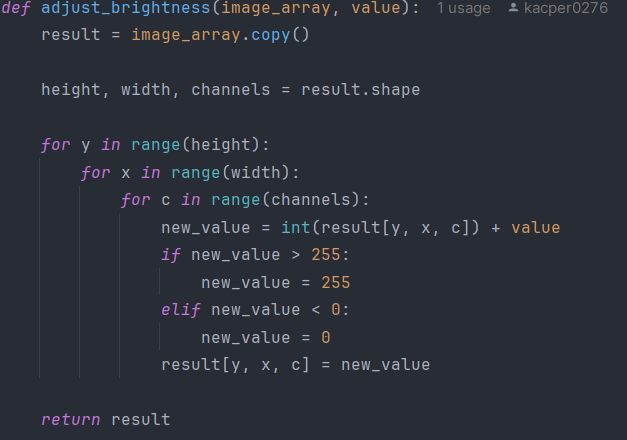 def adjust_brightness(image_array, value): 1 usage kacper0276
    result = image_array.copy()

    height, width, channels = result.shape

    for y in range(height):
        for x in range(width):
            for c in range(channels):
                new_value = int(result[y, x, c]) + value
                if new_value > 255:
                    new_value = 255
                elif new_value < 0:
                    new_value = 0
                result[y, x, c] = new_value

    return result